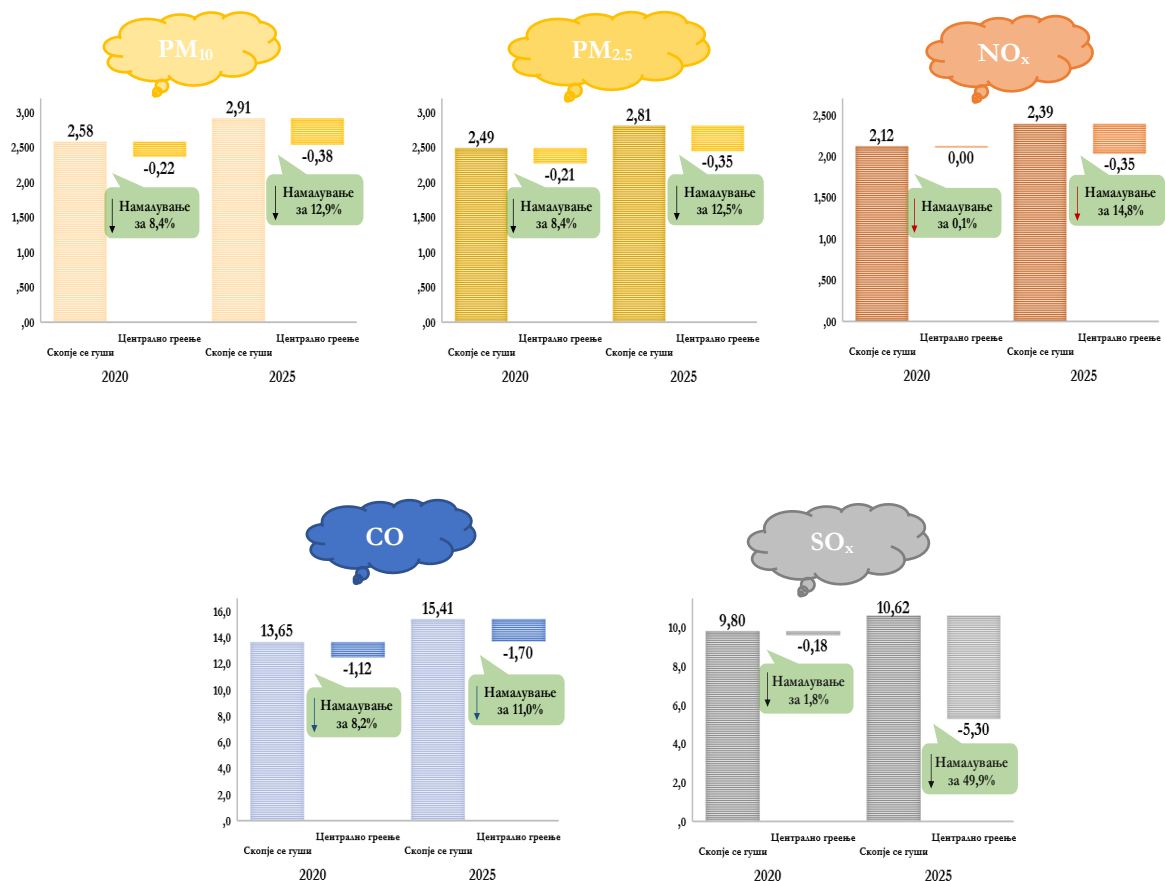 PM₁₀
3,00
2,500
2,00
1,500
1,00
,500
,00
2,58
-0,22
2,91
-0,38
Намалување
за 8,4%
Намалување
за 12,9%
Скопје се гуши
Централно греење
Скопје се гуши
Централно греење
2020
2025
PM₂.₅
3,00
2,500
2,00
1,500
1,00
,500
,00
2,49
-0,21
2,81
-0,35
Намалување
за 8,4%
Намалување
за 12,5%
Скопје се гуши
Централно греење
Скопје се гуши
Централно греење
2020
2025
NOₓ
2,500
2,00
1,500
1,00
,500
,00
2,12
0,00
2,39
-0,35
Намалување
за 0,1%
Намалување
за 14,8%
Скопје се гуши
Централно греење
Скопје се гуши
Централно греење
2020
2025
CO
16,0
14,0
12,0
10,0
8,0
6,0
4,0
2,0
,0
13,65
-1,12
15,41
-1,70
Намалување
за 8,2%
Намалување
за 11,0%
Скопје се гуши
Централно греење
Скопје се гуши
Централно греење
2020
2025
SOₓ
10,0
8,0
6,0
4,0
2,0
,0
9,80
-0,18
10,62
-5,30
Намалување
за 1,8%
Намалување
за 49,9%
Скопје се гуши
Централно греење
Скопје се гуши
Централно греење
2020
2025